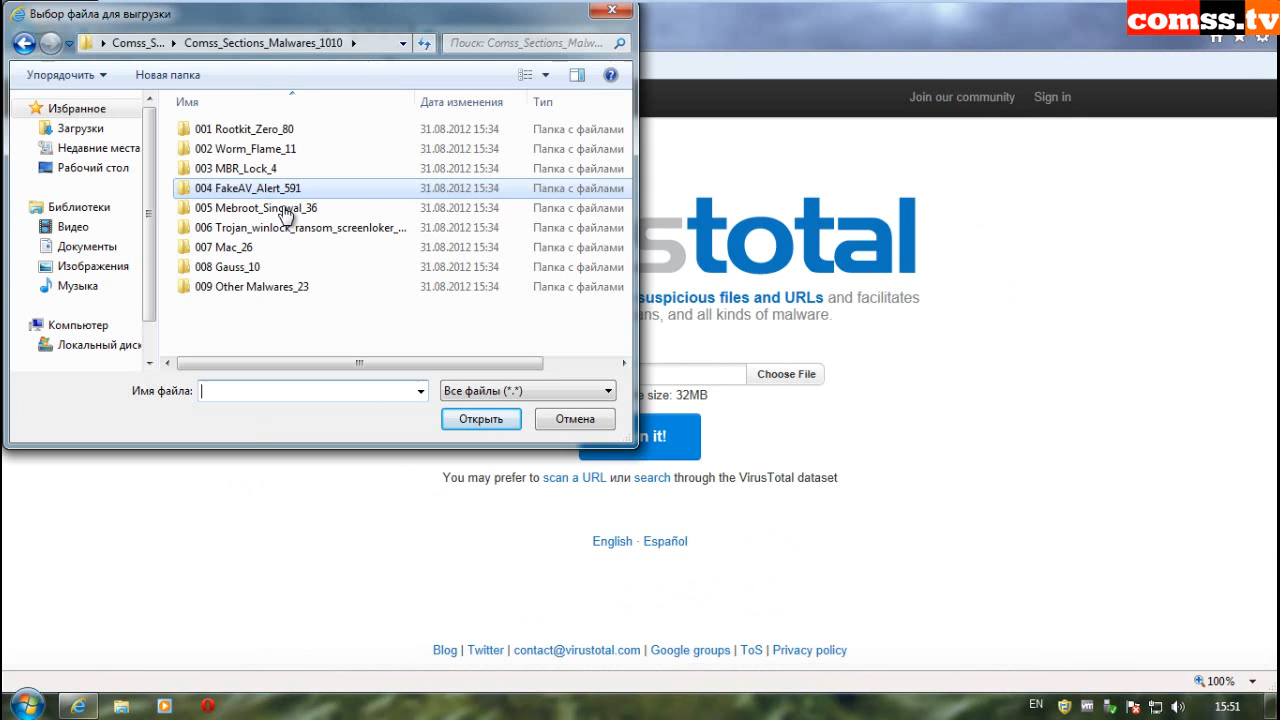 Выбор файла для выгрузки
comss.tv
Comss_S... Comss_Sections_Malwares_1010
Поиск: Comss_Sections_Malw...
Упорядочить Новая папка
Join our community Sign in
Имя Дата изменения Тип
Избранное
Загрузки
Недавние места
Рабочий стол
Библиотеки
Видео
Документы
Изображения
Музыка
Компьютер
Локальный диск
001 Rootkit_Zero_80 31.08.2012 15:34 Папка с файлами
002 Worm_Flame_11 31.08.2012 15:34 Папка с файлами
003 MBR_Lock_4 31.08.2012 15:34 Папка с файлами
004 FakeAV_Alert_591 31.08.2012 15:34 Папка с файлами
005 Mebroot_Sinowal_36 31.08.2012 15:34 Папка с файлами
006 Trojan_winlock_ransom_screenloker_... 31.08.2012 15:34 Папка с файлами
007 Mac_26 31.08.2012 15:34 Папка с файлами
008 Gauss_10 31.08.2012 15:34 Папка с файлами
009 Other Malwares_23 31.08.2012 15:34 Папка с файлами
Имя файла: Все файлы (*.*)
Открыть Отмена
s total
suspicious files and URLs and facilitates
ans, and all kinds of malware.
Choose File
e size: 32MB
n it!
You may prefer to scan a URL или search through the VirusTotal dataset
English · Español
Blog | Twitter | contact@virustotal.com | Google groups | ToS | Privacy policy
100%
EN 15:51